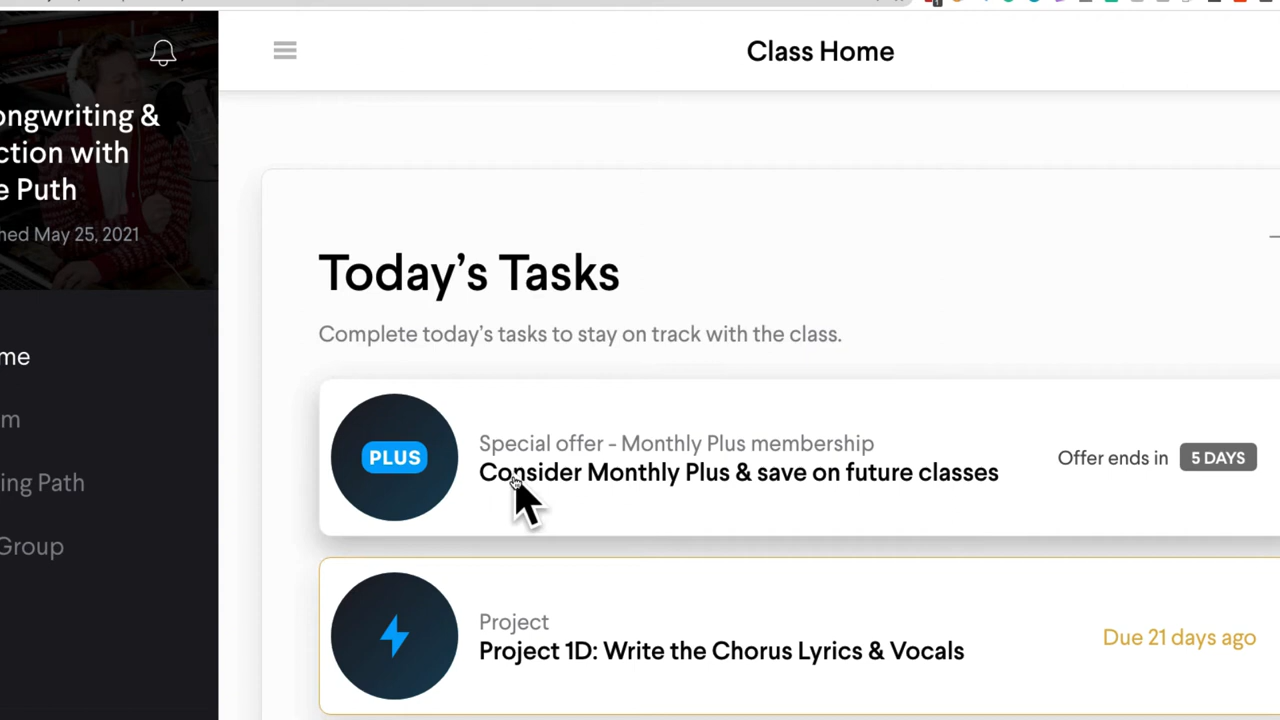 Class Home
ongwriting &
ction with
e Puth
hed May 25, 2021
me
m
ing Path
Group
Today's Tasks
Complete today's tasks to stay on track with the class.
PLUS
Special offer - Monthly Plus membership
Consider Monthly Plus & save on future classes
Offer ends in 5 DAYS
Project
Project 1D: Write the Chorus Lyrics & Vocals
Due 21 days ago